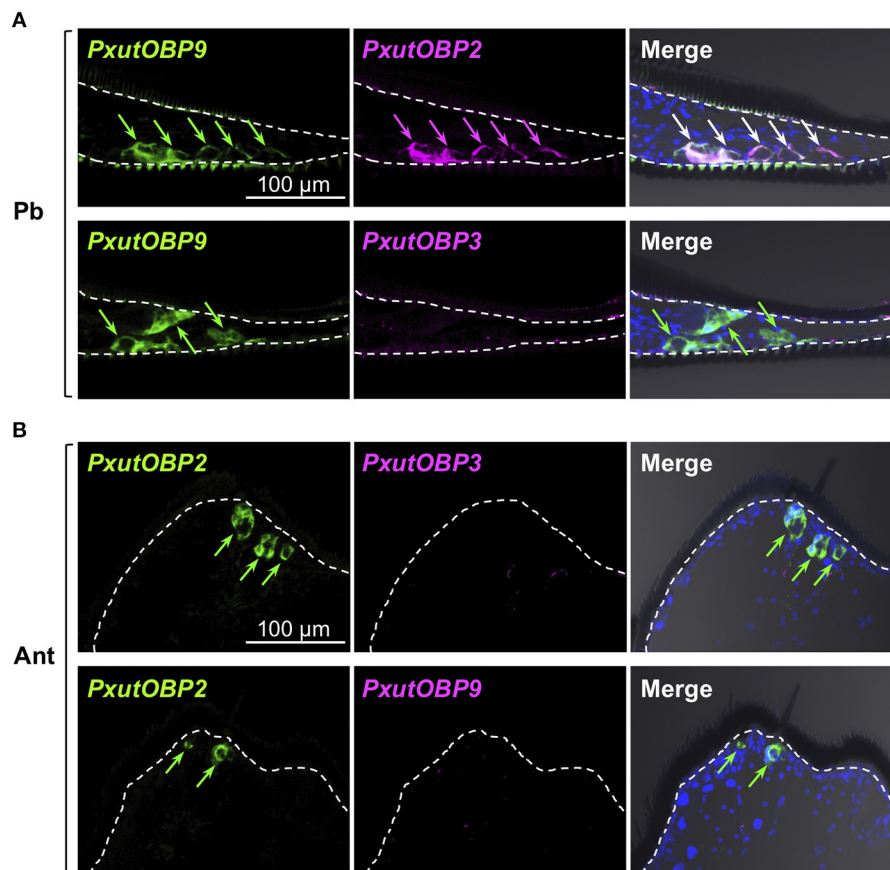 A
PxutOBP9 PxutOBP2 Merge
100 µm
Pb
PxutOBP9 PxutOBP3 Merge
B
PxutOBP2 PxutOBP3 Merge
100 µm
Ant
PxutOBP2 PxutOBP9 Merge